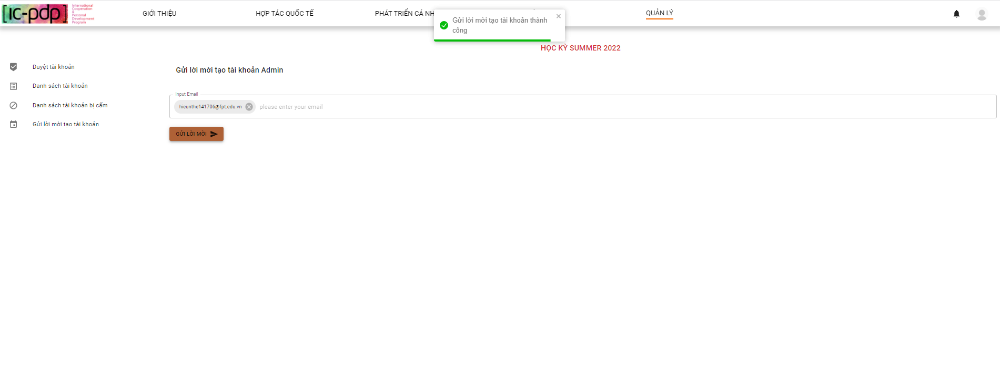 [ic-pdp]
International
Cooperation
&
Personal
Development
Program
GIỚI THIỆU
HỢP TÁC QUỐC TẾ
PHÁT TRIỂN CÁ NH
QUẢN LÝ
Gửi lời mời tạo tài khoản thành
công
HỌC KỲ SUMMER 2022
Duyệt tài khoản
Danh sách tài khoản
Danh sách tài khoản bị cấm
Gửi lời mời tạo tài khoản
Gửi lời mời tạo tài khoản Admin
Input Email
hieunthe141706@fpt.edu.vn
please enter your email
GỬI LỜI MỜI